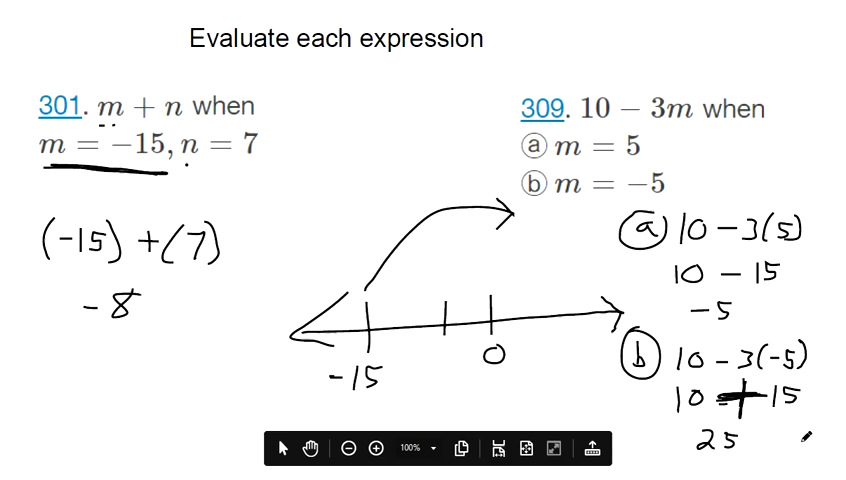 Evaluate each expression
301. m + n when
m = −15, n = 7
(-15) + (7)
-8
309. 10 − 3m when
ⓐ m = 5
ⓑ m = −5
-15
0
ⓐ 10 - 3(5)
10 - 15
-5
ⓑ 10 - 3(-5)
10 + 15
25
100%